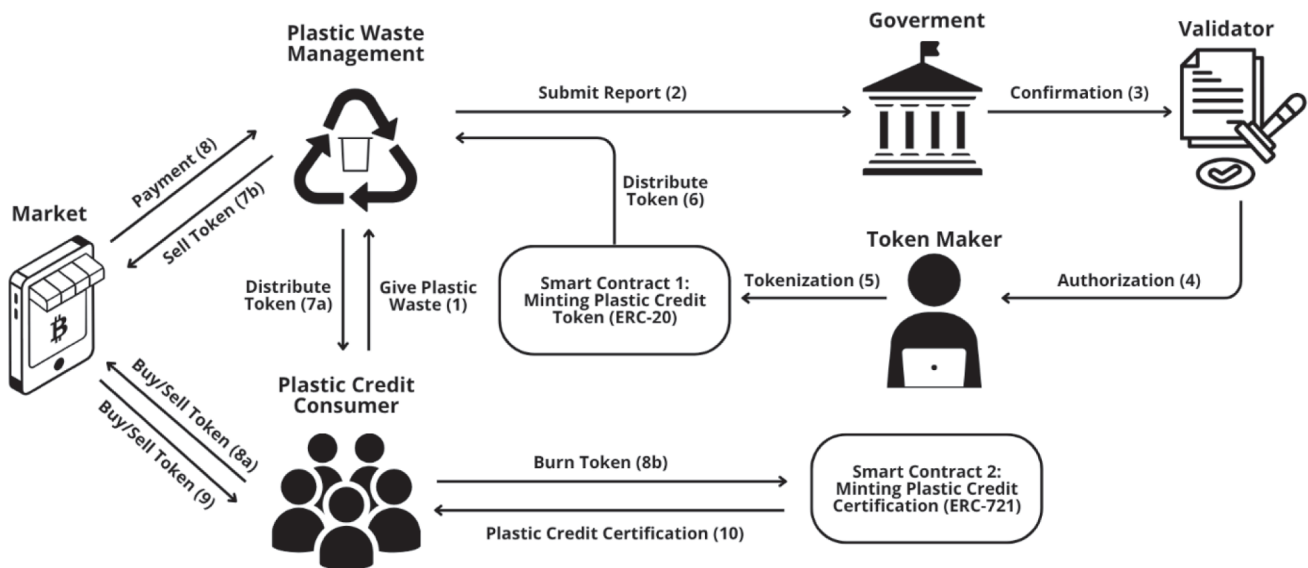 Plastic Waste
Management
Goverment
Validator
Submit Report (2)
Confirmation (3)
Payment (8)
Sell Token (7b)
Market
Distribute
Token (6)
Token Maker
Distribute
Token (7a)
Give Plastic
Waste (1)
Smart Contract 1:
Minting Plastic Credit
Token (ERC-20)
Tokenization (5)
Authorization (4)
Plastic Credit
Consumer
Buy/Sell Token (8a)
Buy/Sell Token (9)
Burn Token (8b)
Plastic Credit Certification (10)
Smart Contract 2:
Minting Plastic Credit
Certification (ERC-721)